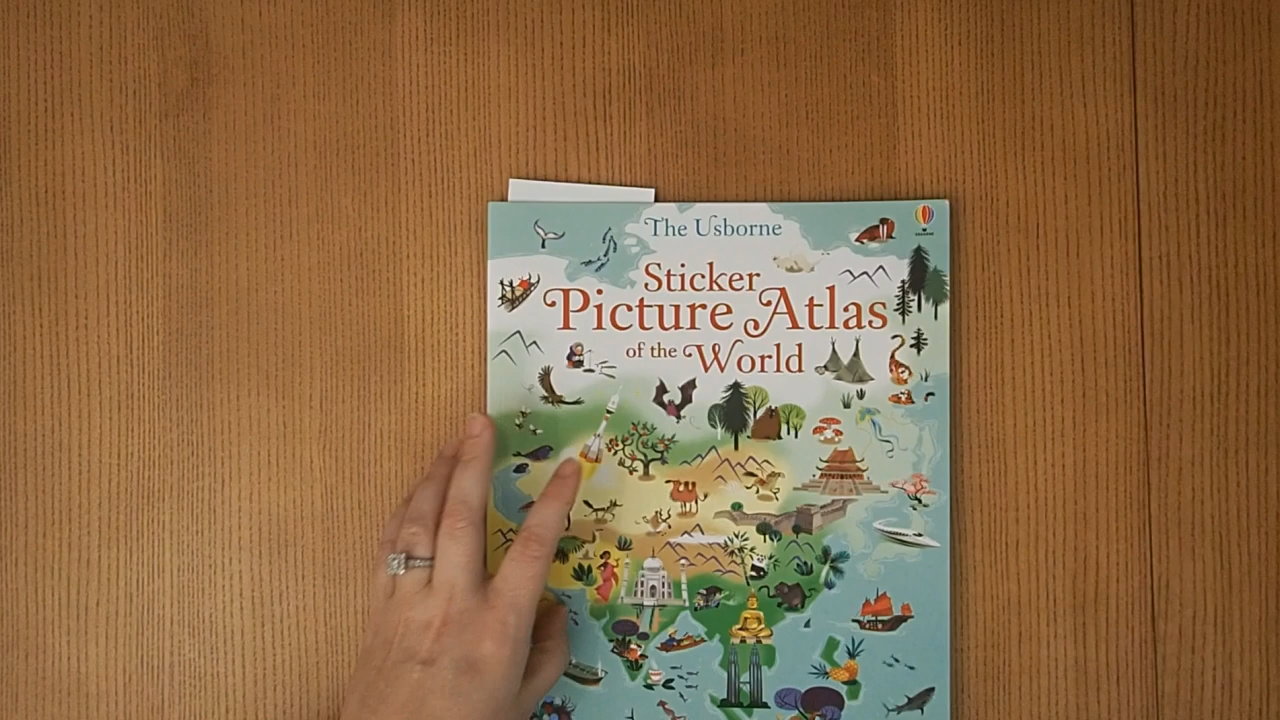 The Usborne
Sticker
Picture Atlas
of the World